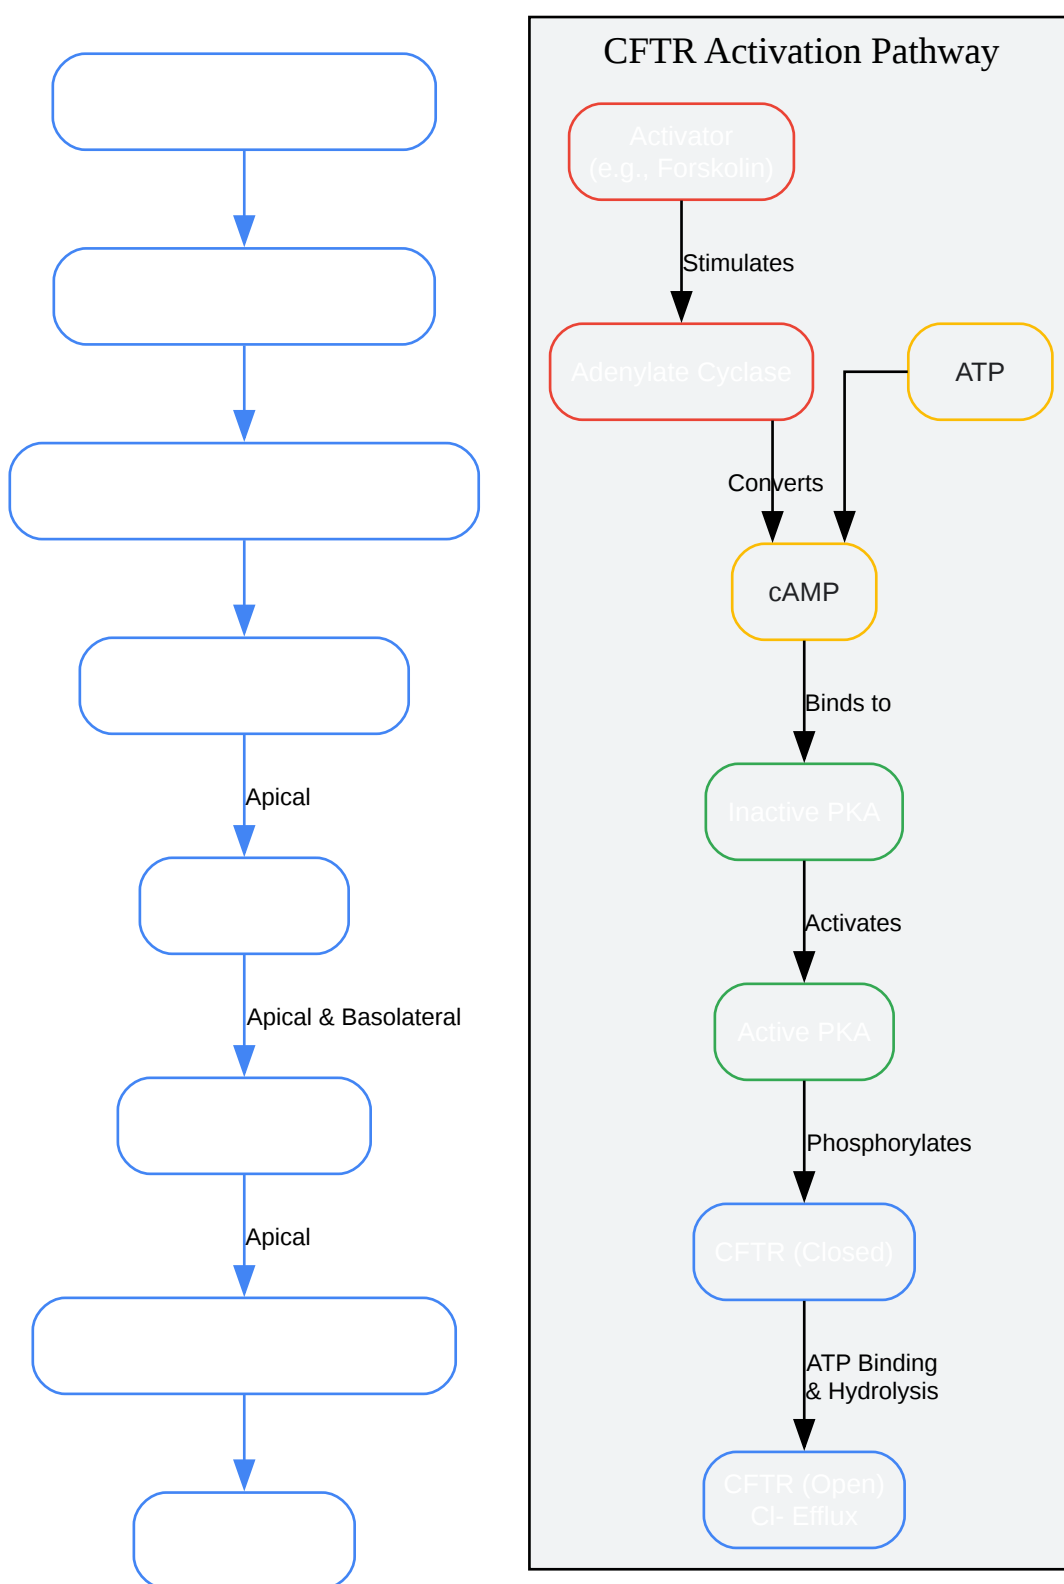 Apical
Apical & Basolateral
Apical
CFTR Activation Pathway
Activator
(e.g., Forskolin)
Stimulates
Adenylate Cyclase
ATP
Converts
cAMP
Binds to
Inactive PKA
Activates
Active PKA
Phosphorylates
CFTR (Closed)
ATP Binding
& Hydrolysis
CFTR (Open)
Cl- Efflux